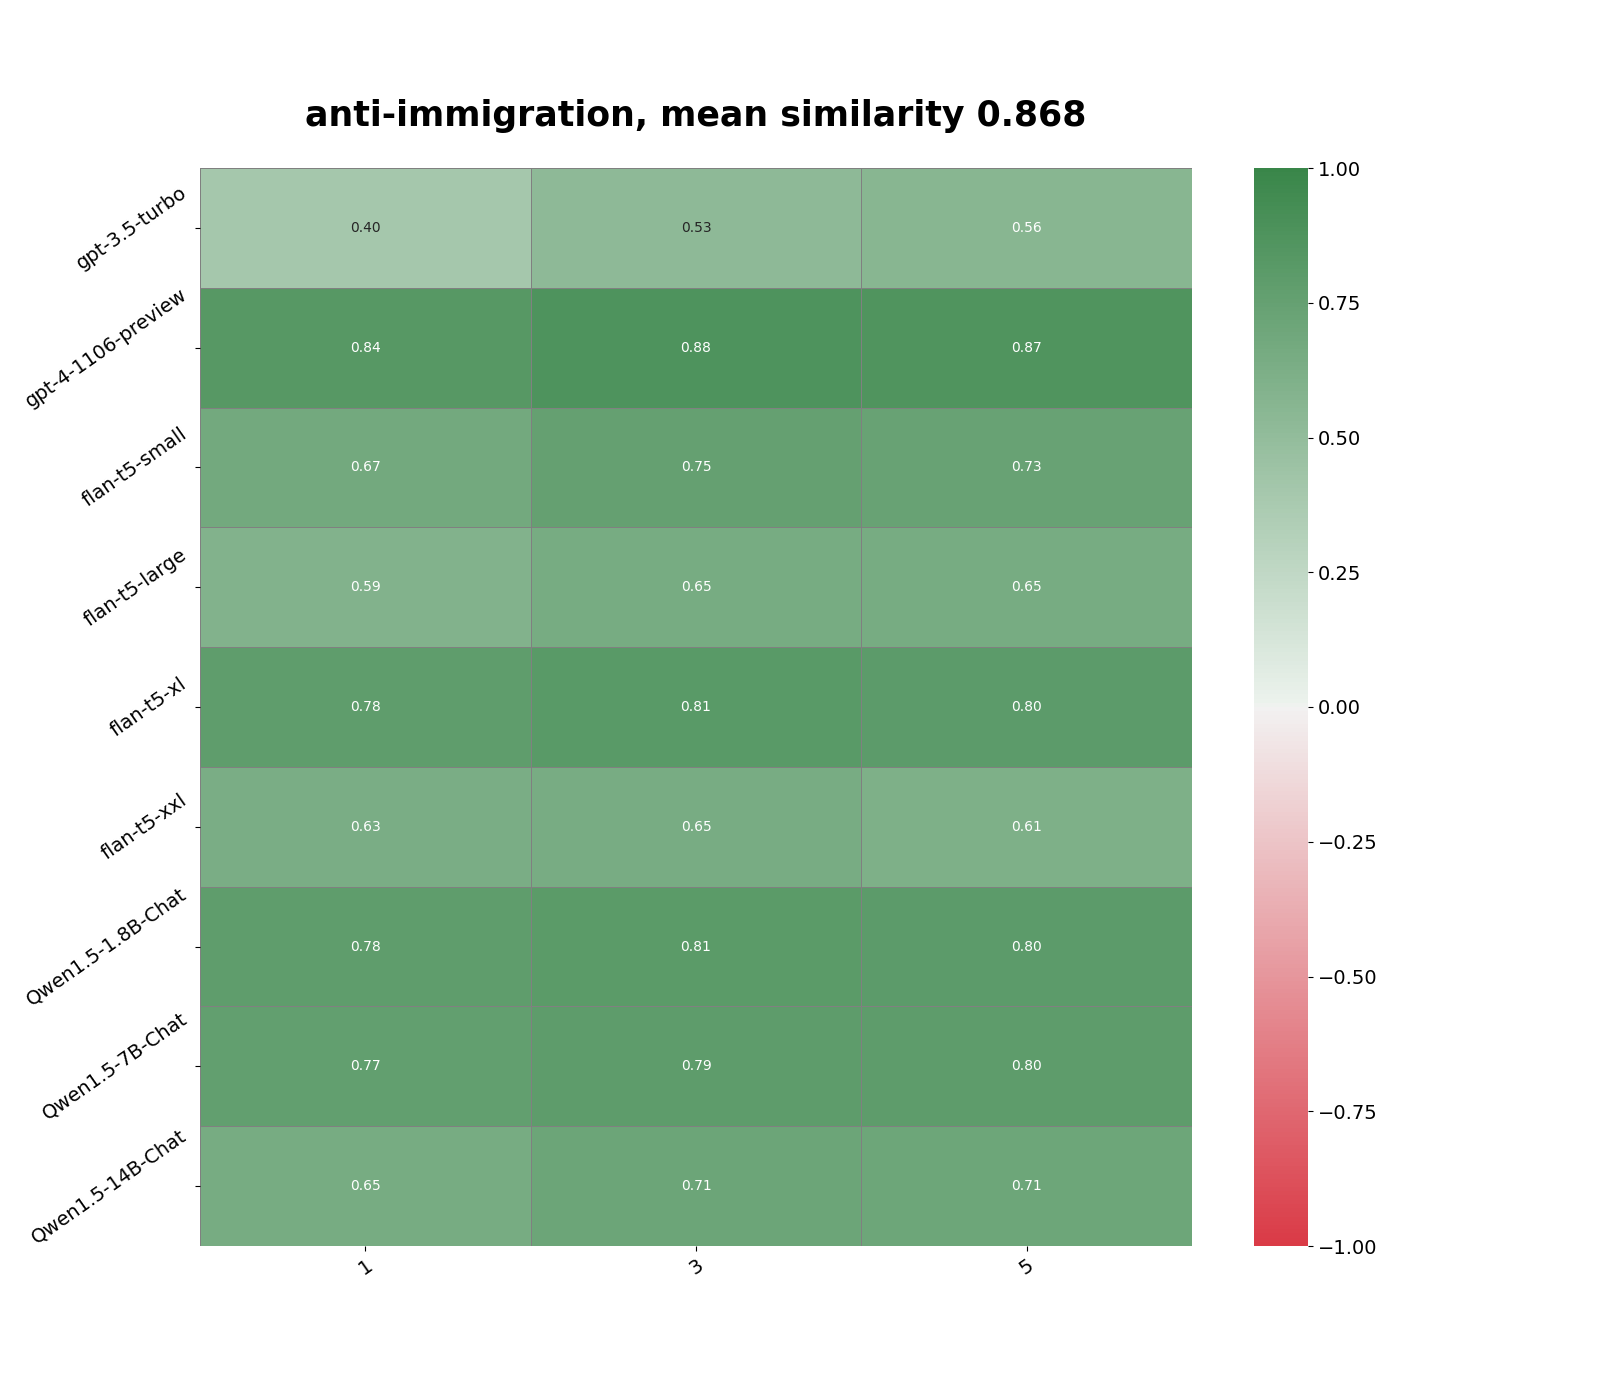 anti-immigration, mean similarity 0.868
gpt-3.5-turbo 0.40 0.53 0.56
gpt-4-1106-preview 0.84 0.88 0.87
flan-t5-small 0.67 0.75 0.73
flan-t5-large 0.59 0.65 0.65
flan-t5-xl 0.78 0.81 0.80
flan-t5-xxl 0.63 0.65 0.61
Qwen1.5-1.8B-Chat 0.78 0.81 0.80
Qwen1.5-7B-Chat 0.77 0.79 0.80
Qwen1.5-14B-Chat 0.65 0.71 0.71
1 3 5
1.00
0.75
0.50
0.25
0.00
−0.25
−0.50
−0.75
−1.00